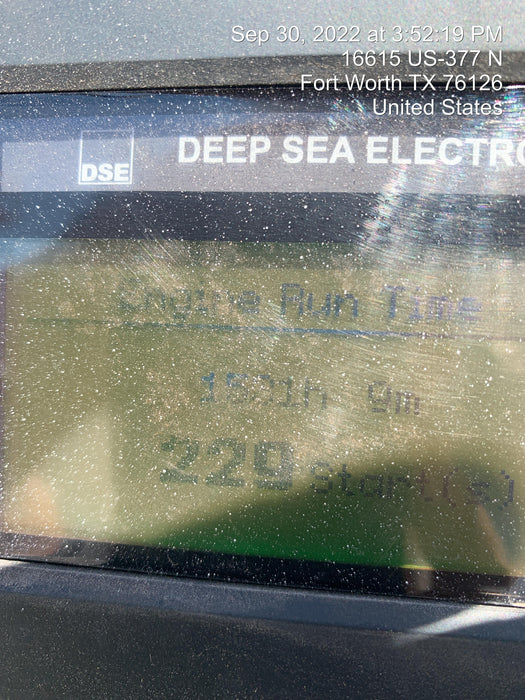 Sep 30, 2022 at 3:52:19 PM
16615 US-377 N
Fort Worth TX 76126
United States
DSE
DEEP SEA ELECTRO
Engine Run Time
9m
229 Start(s)